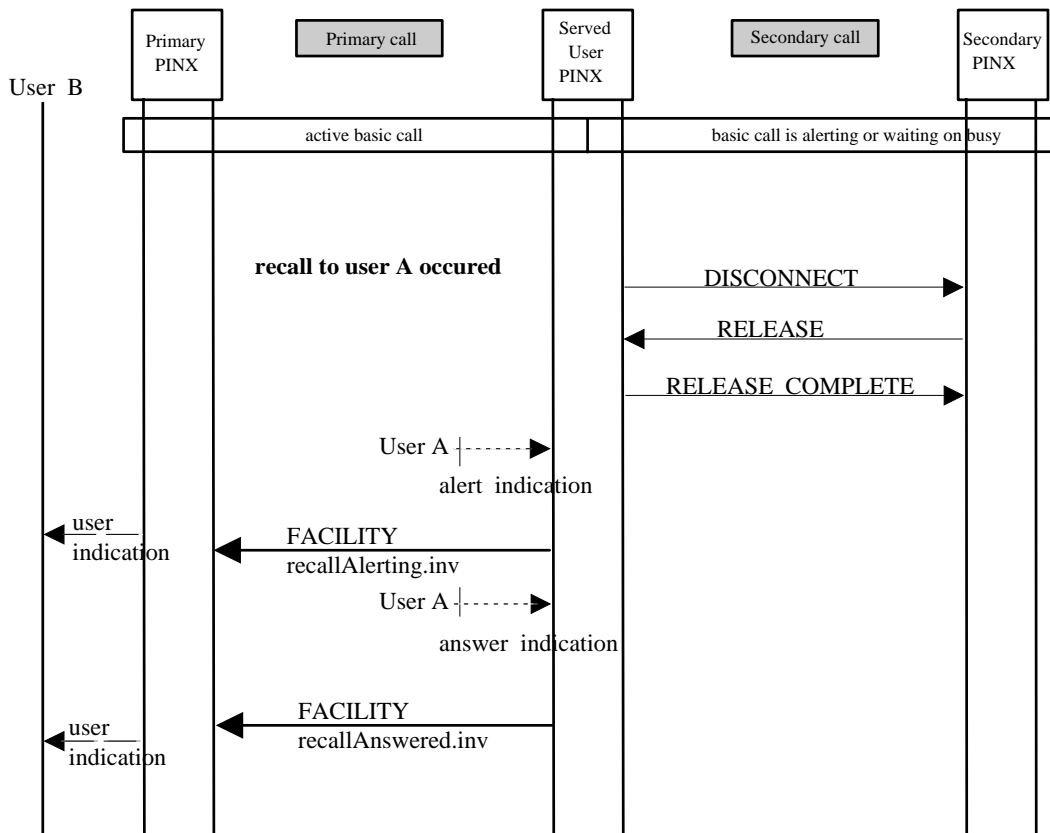 Primary
PINX
Primary call
Served
User
PINX
Secondary call
Secondary
PINX
User B
active basic call
basic call is alerting or waiting on busy
recall to user A occured
DISCONNECT
RELEASE
RELEASE COMPLETE
User A
alert indication
user
indication
FACILITY
recallAlerting.inv
User A
answer indication
FACILITY
recallAnswered.inv
user
indication